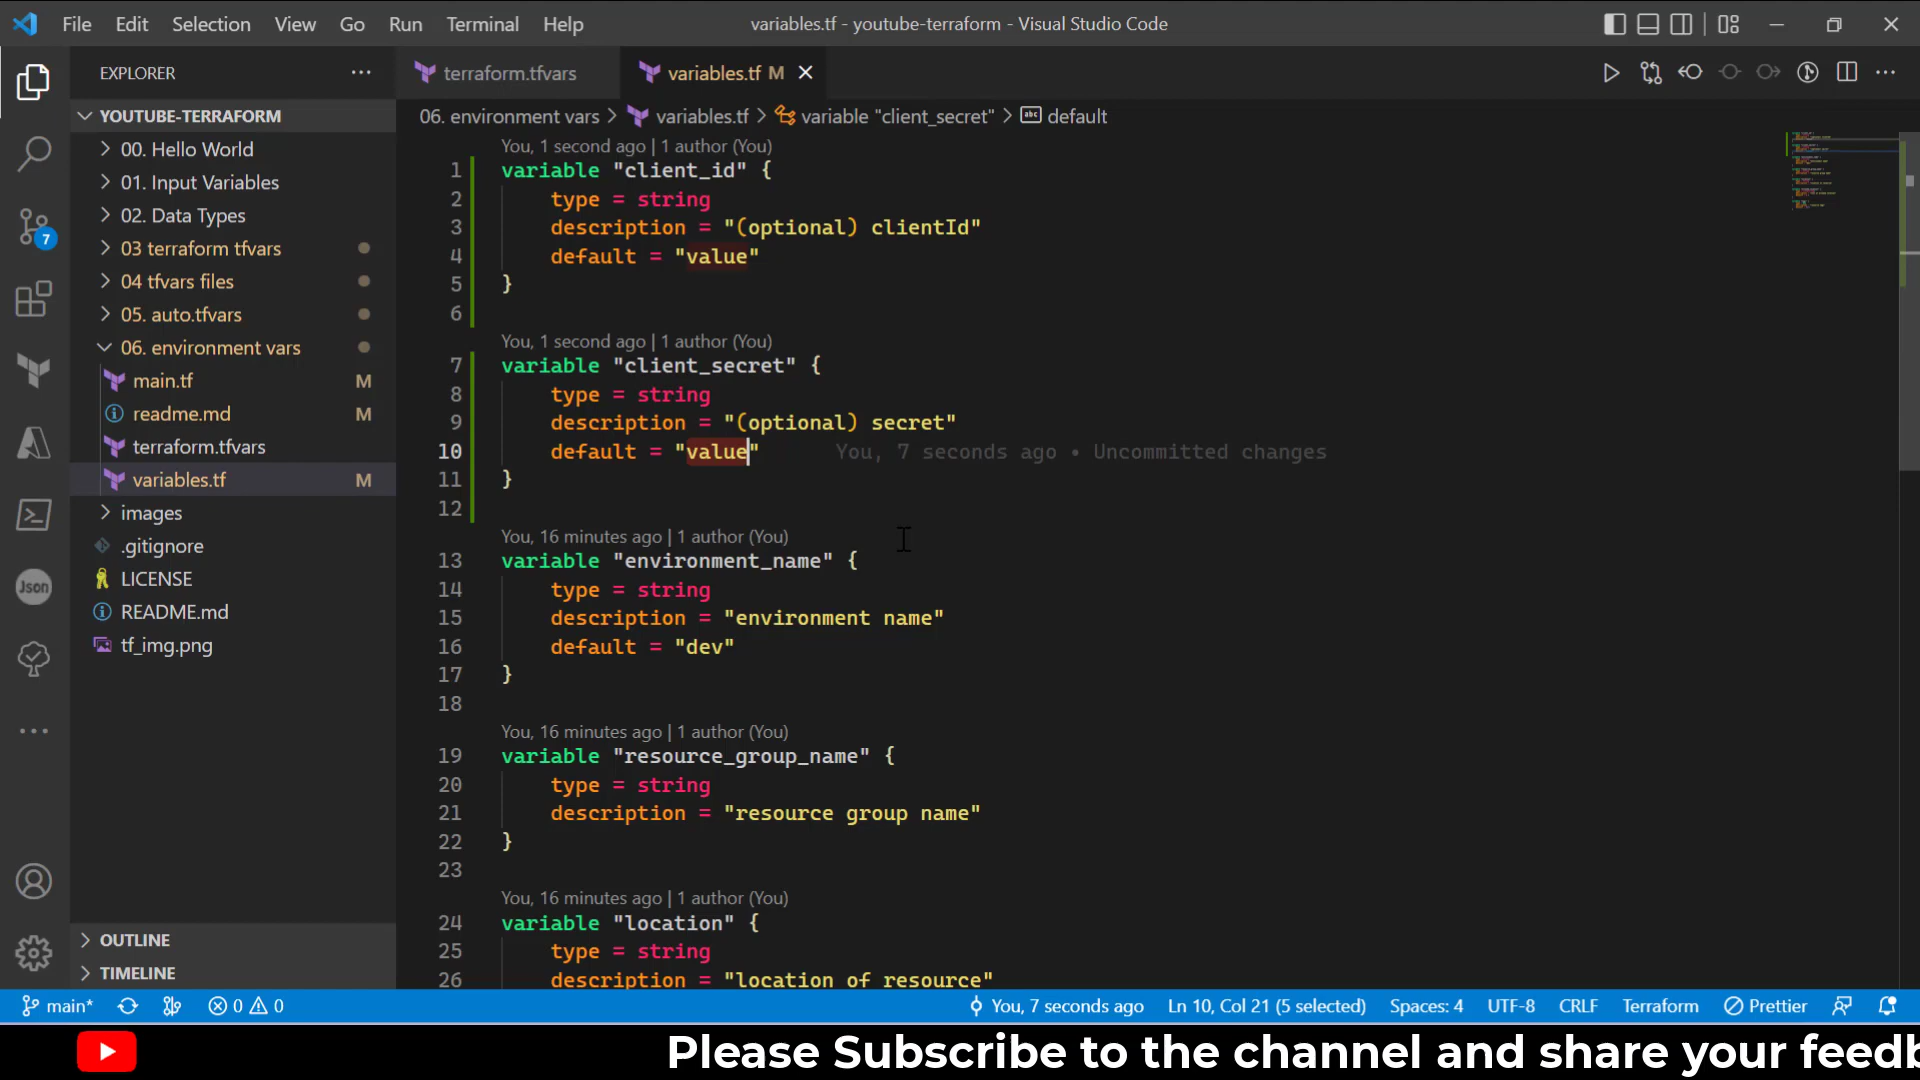 File Edit Selection View Go Run Terminal Help
variables.tf - youtube-terraform - Visual Studio Code
EXPLORER
terraform.tfvars
variables.tf M
YOUTUBE-TERRAFORM
00. Hello World
01. Input Variables
02. Data Types
03 terraform tfvars
04 tfvars files
05. auto.tfvars
06. environment vars
main.tf M
readme.md M
terraform.tfvars
variables.tf M
images
.gitignore
LICENSE
README.md
tf_img.png
OUTLINE
TIMELINE
7
Json
06. environment vars > variables.tf > variable "client_secret" > abc default
You, 1 second ago | 1 author (You)
1 variable "client_id" {
2 type = string
3 description = "(optional) clientId"
4 default = "value"
5 }
6
You, 1 second ago | 1 author (You)
7 variable "client_secret" {
8 type = string
9 description = "(optional) secret"
10 default = "value" You, 7 seconds ago • Uncommitted changes
11 }
12
You, 16 minutes ago | 1 author (You)
13 variable "environment_name" {
14 type = string
15 description = "environment name"
16 default = "dev"
17 }
18
You, 16 minutes ago | 1 author (You)
19 variable "resource_group_name" {
20 type = string
21 description = "resource group name"
22 }
23
You, 16 minutes ago | 1 author (You)
24 variable "location" {
25 type = string
26 description = "location of resource"
main* 0 0 You, 7 seconds ago Ln 10, Col 21 (5 selected) Spaces: 4 UTF-8 CRLF Terraform Prettier
Please Subscribe to the channel and share your feedb